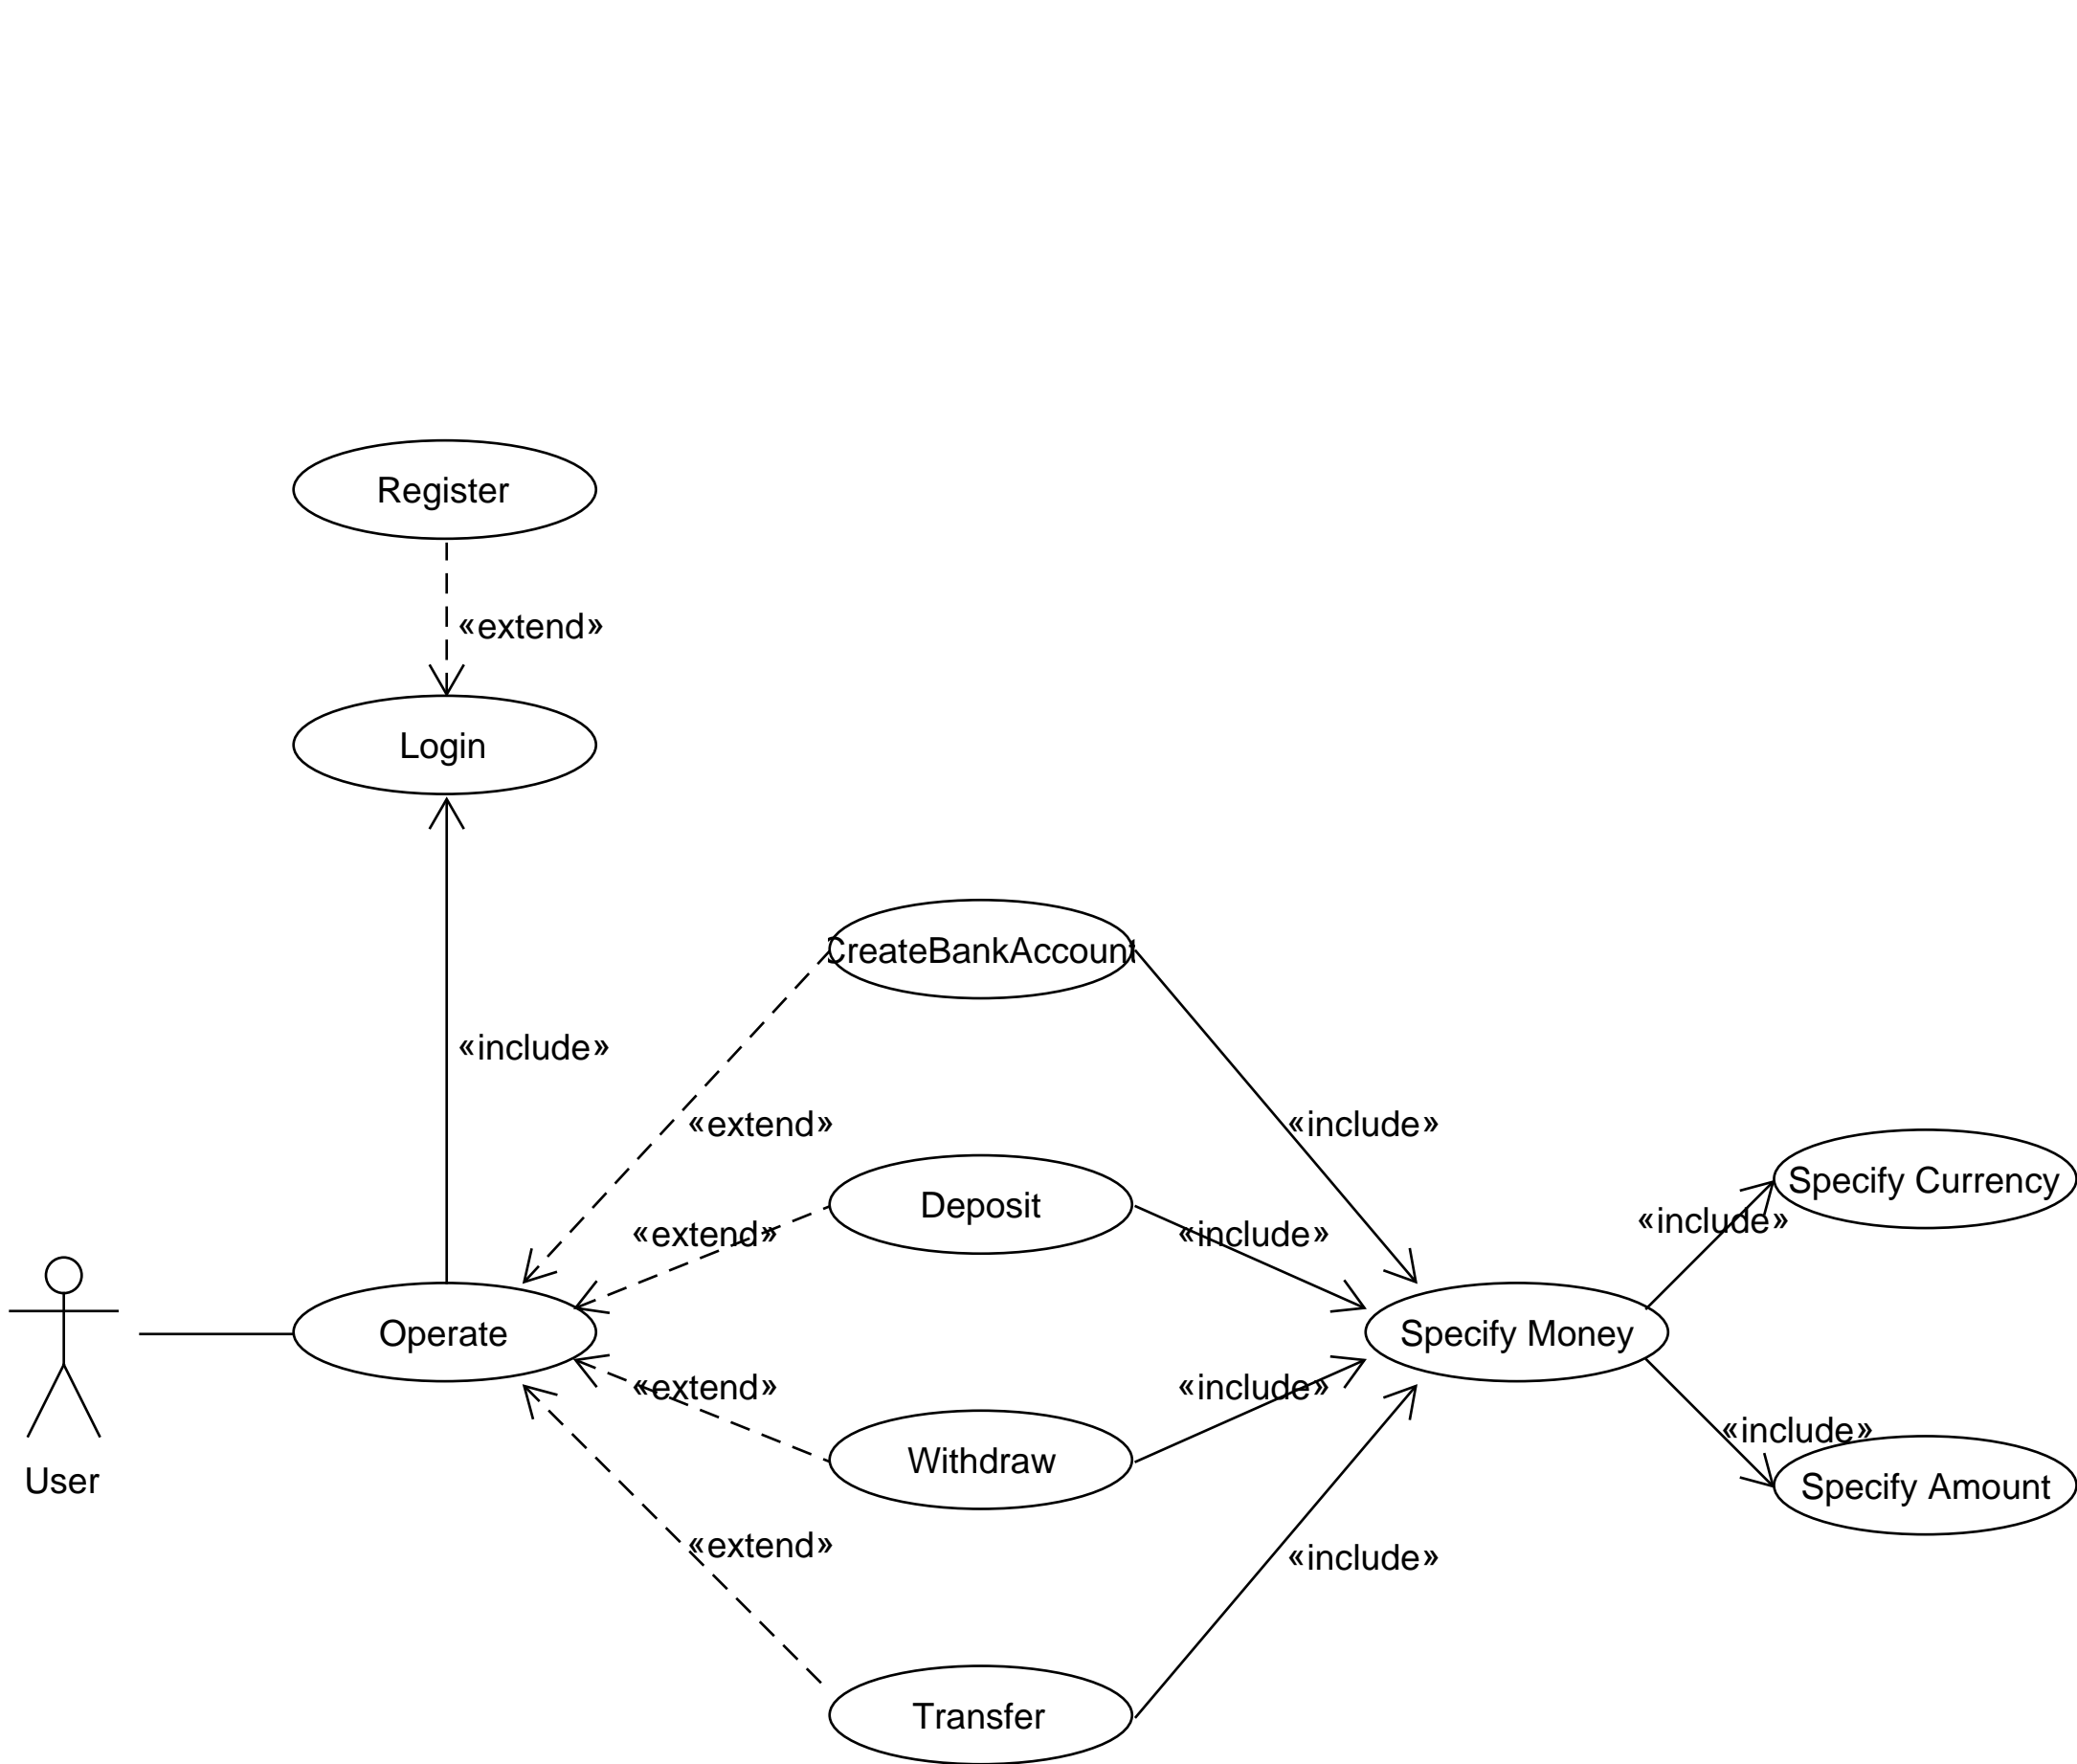 Register
«extend»
Login
CreateBankAccount
«include»
«extend»
«include»
Specify Currency
Deposit
«include»
«extend»
«include»
Operate
Specify Money
«extend»
«include»
«include»
Withdraw
User
Specify Amount
«extend»
«include»
Transfer